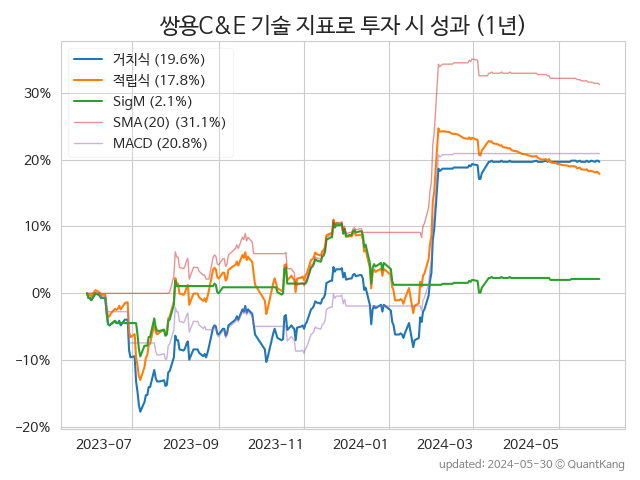 쌍용C&E 기술 지표로 투자 시 성과 (1년)
거치식 (19.6%)
적립식 (17.8%)
SigM (2.1%)
SMA(20) (31.1%)
MACD (20.8%)
30%
20%
10%
0%
−10%
−20%
2023-07
2023-09
2023-11
2024-01
2024-03
2024-05
updated: 2024-05-30 © QuantKang